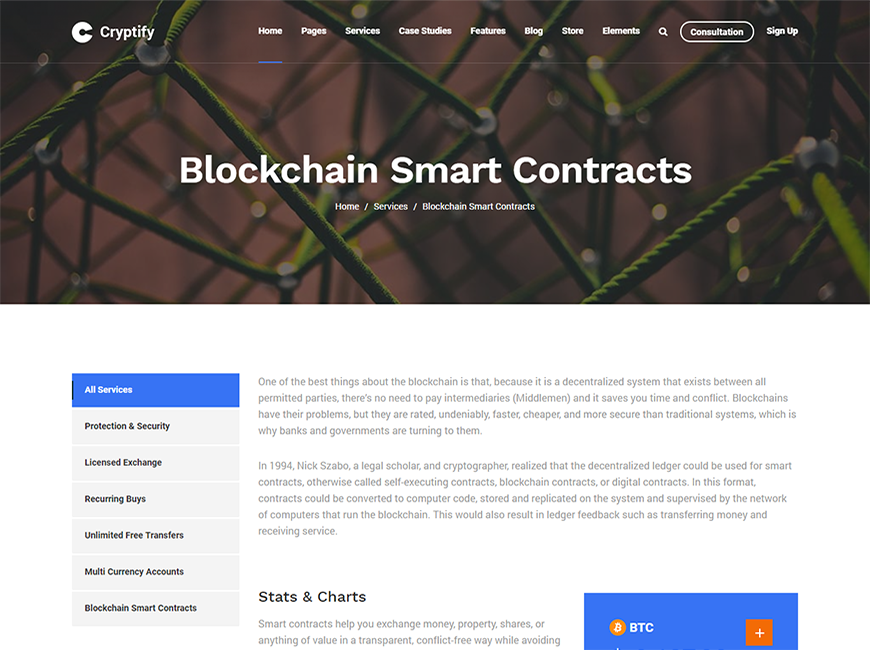 Cryptify
Home Pages Services Case Studies Features Blog Store Elements Consultation Sign Up
Blockchain Smart Contracts
Home / Services / Blockchain Smart Contracts
All Services
Protection & Security
Licensed Exchange
Recurring Buys
Unlimited Free Transfers
Multi Currency Accounts
Blockchain Smart Contracts
One of the best things about the blockchain is that, because it is a decentralized system that exists between all
permitted parties, there's no need to pay intermediaries (Middlemen) and it saves you time and conflict. Blockchains
have their problems, but they are rated, undeniably, faster, cheaper, and more secure than traditional systems, which is
why banks and governments are turning to them.
In 1994, Nick Szabo, a legal scholar, and cryptographer, realized that the decentralized ledger could be used for smart
contracts, otherwise called self-executing contracts, blockchain contracts, or digital contracts. In this format,
contracts could be converted to computer code, stored and replicated on the system and supervised by the network
of computers that run the blockchain. This would also result in ledger feedback such as transferring money and
receiving service.
Stats & Charts
Smart contracts help you exchange money, property, shares, or
anything of value in a transparent, conflict-free way while avoiding
BTC
+